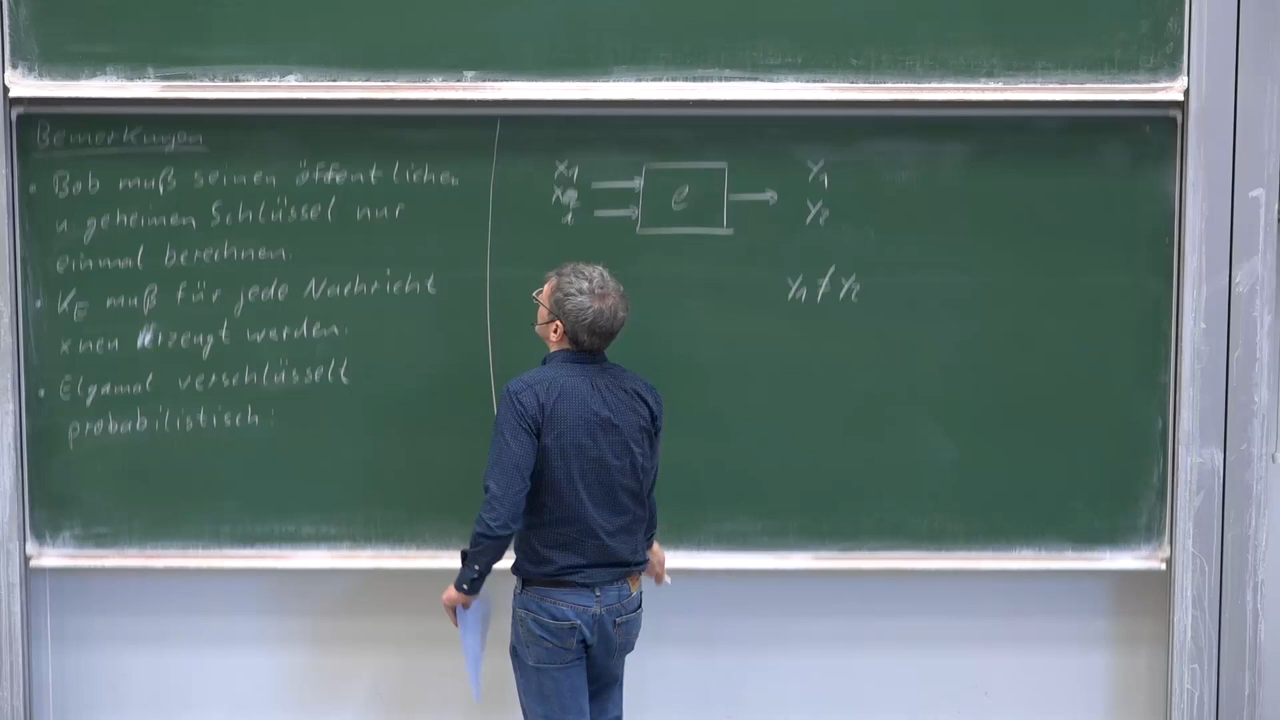 Bemerkungen
• Bob muß seinen öffentlichen
u. geheimen Schlüssel nur
einmal berechnen.
• K_E muß für jede Nachricht
x neu erzeugt werden.
• Elgamal verschlüsselt
probabilistisch:
x₁
e
y₁
y₂
y₁ ≠ y₂